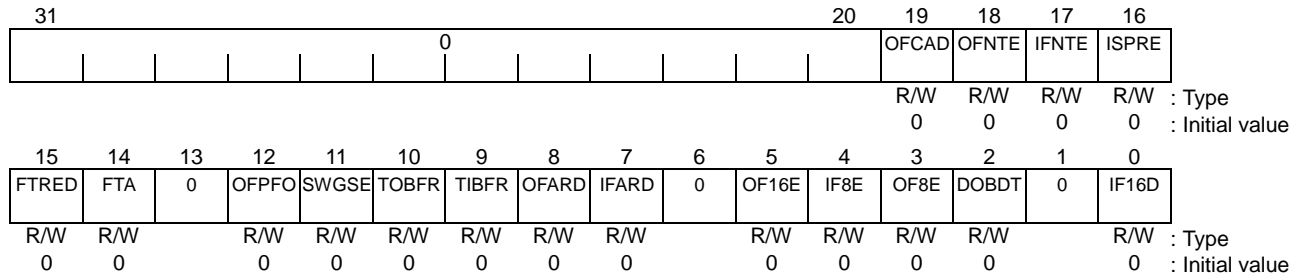 31 20 19 18 17 16
0 OFCAD OFNTE IFNTE ISPRE
R/W R/W R/W R/W : Type
0 0 0 0 : Initial value
15 14 13 12 11 10 9 8 7 6 5 4 3 2 1 0
FTRED FTA 0 OFPFO SWGSE TOBFR TIBFR OFARD IFARD 0 OF16E IF8E OF8E DOBDT 0 IF16D
R/W R/W R/W R/W R/W R/W R/W R/W R/W R/W R/W R/W R/W : Type
0 0 0 0 0 0 0 0 0 0 0 0 0 : Initial value